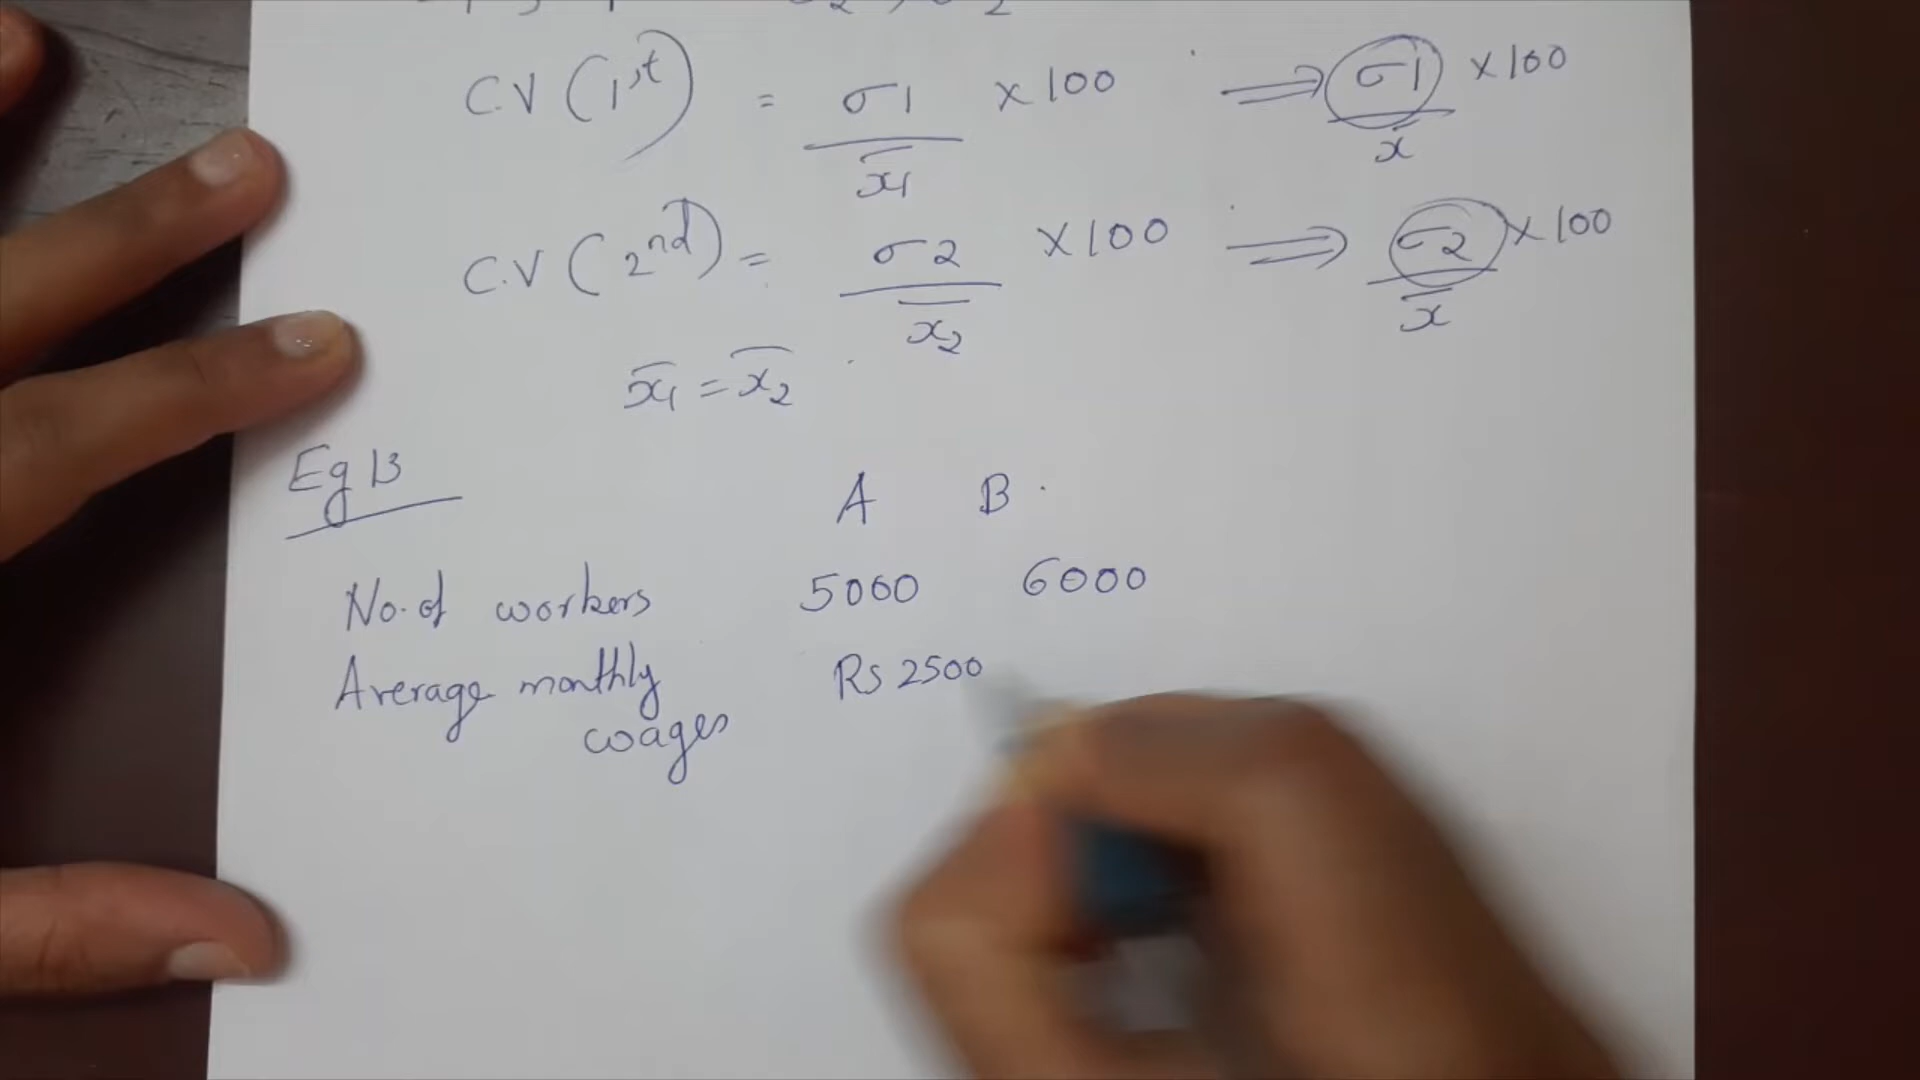 C.V (1st) = σ1 / x̄1 × 100 ⟹ σ1 / x̄ × 100
C.V (2nd) = σ2 / x̄2 × 100 ⟹ σ2 / x̄ × 100
x̄1 = x̄2
Eg 13
A B
No. of workers 5000 6000
Average monthly Rs 2500
wages